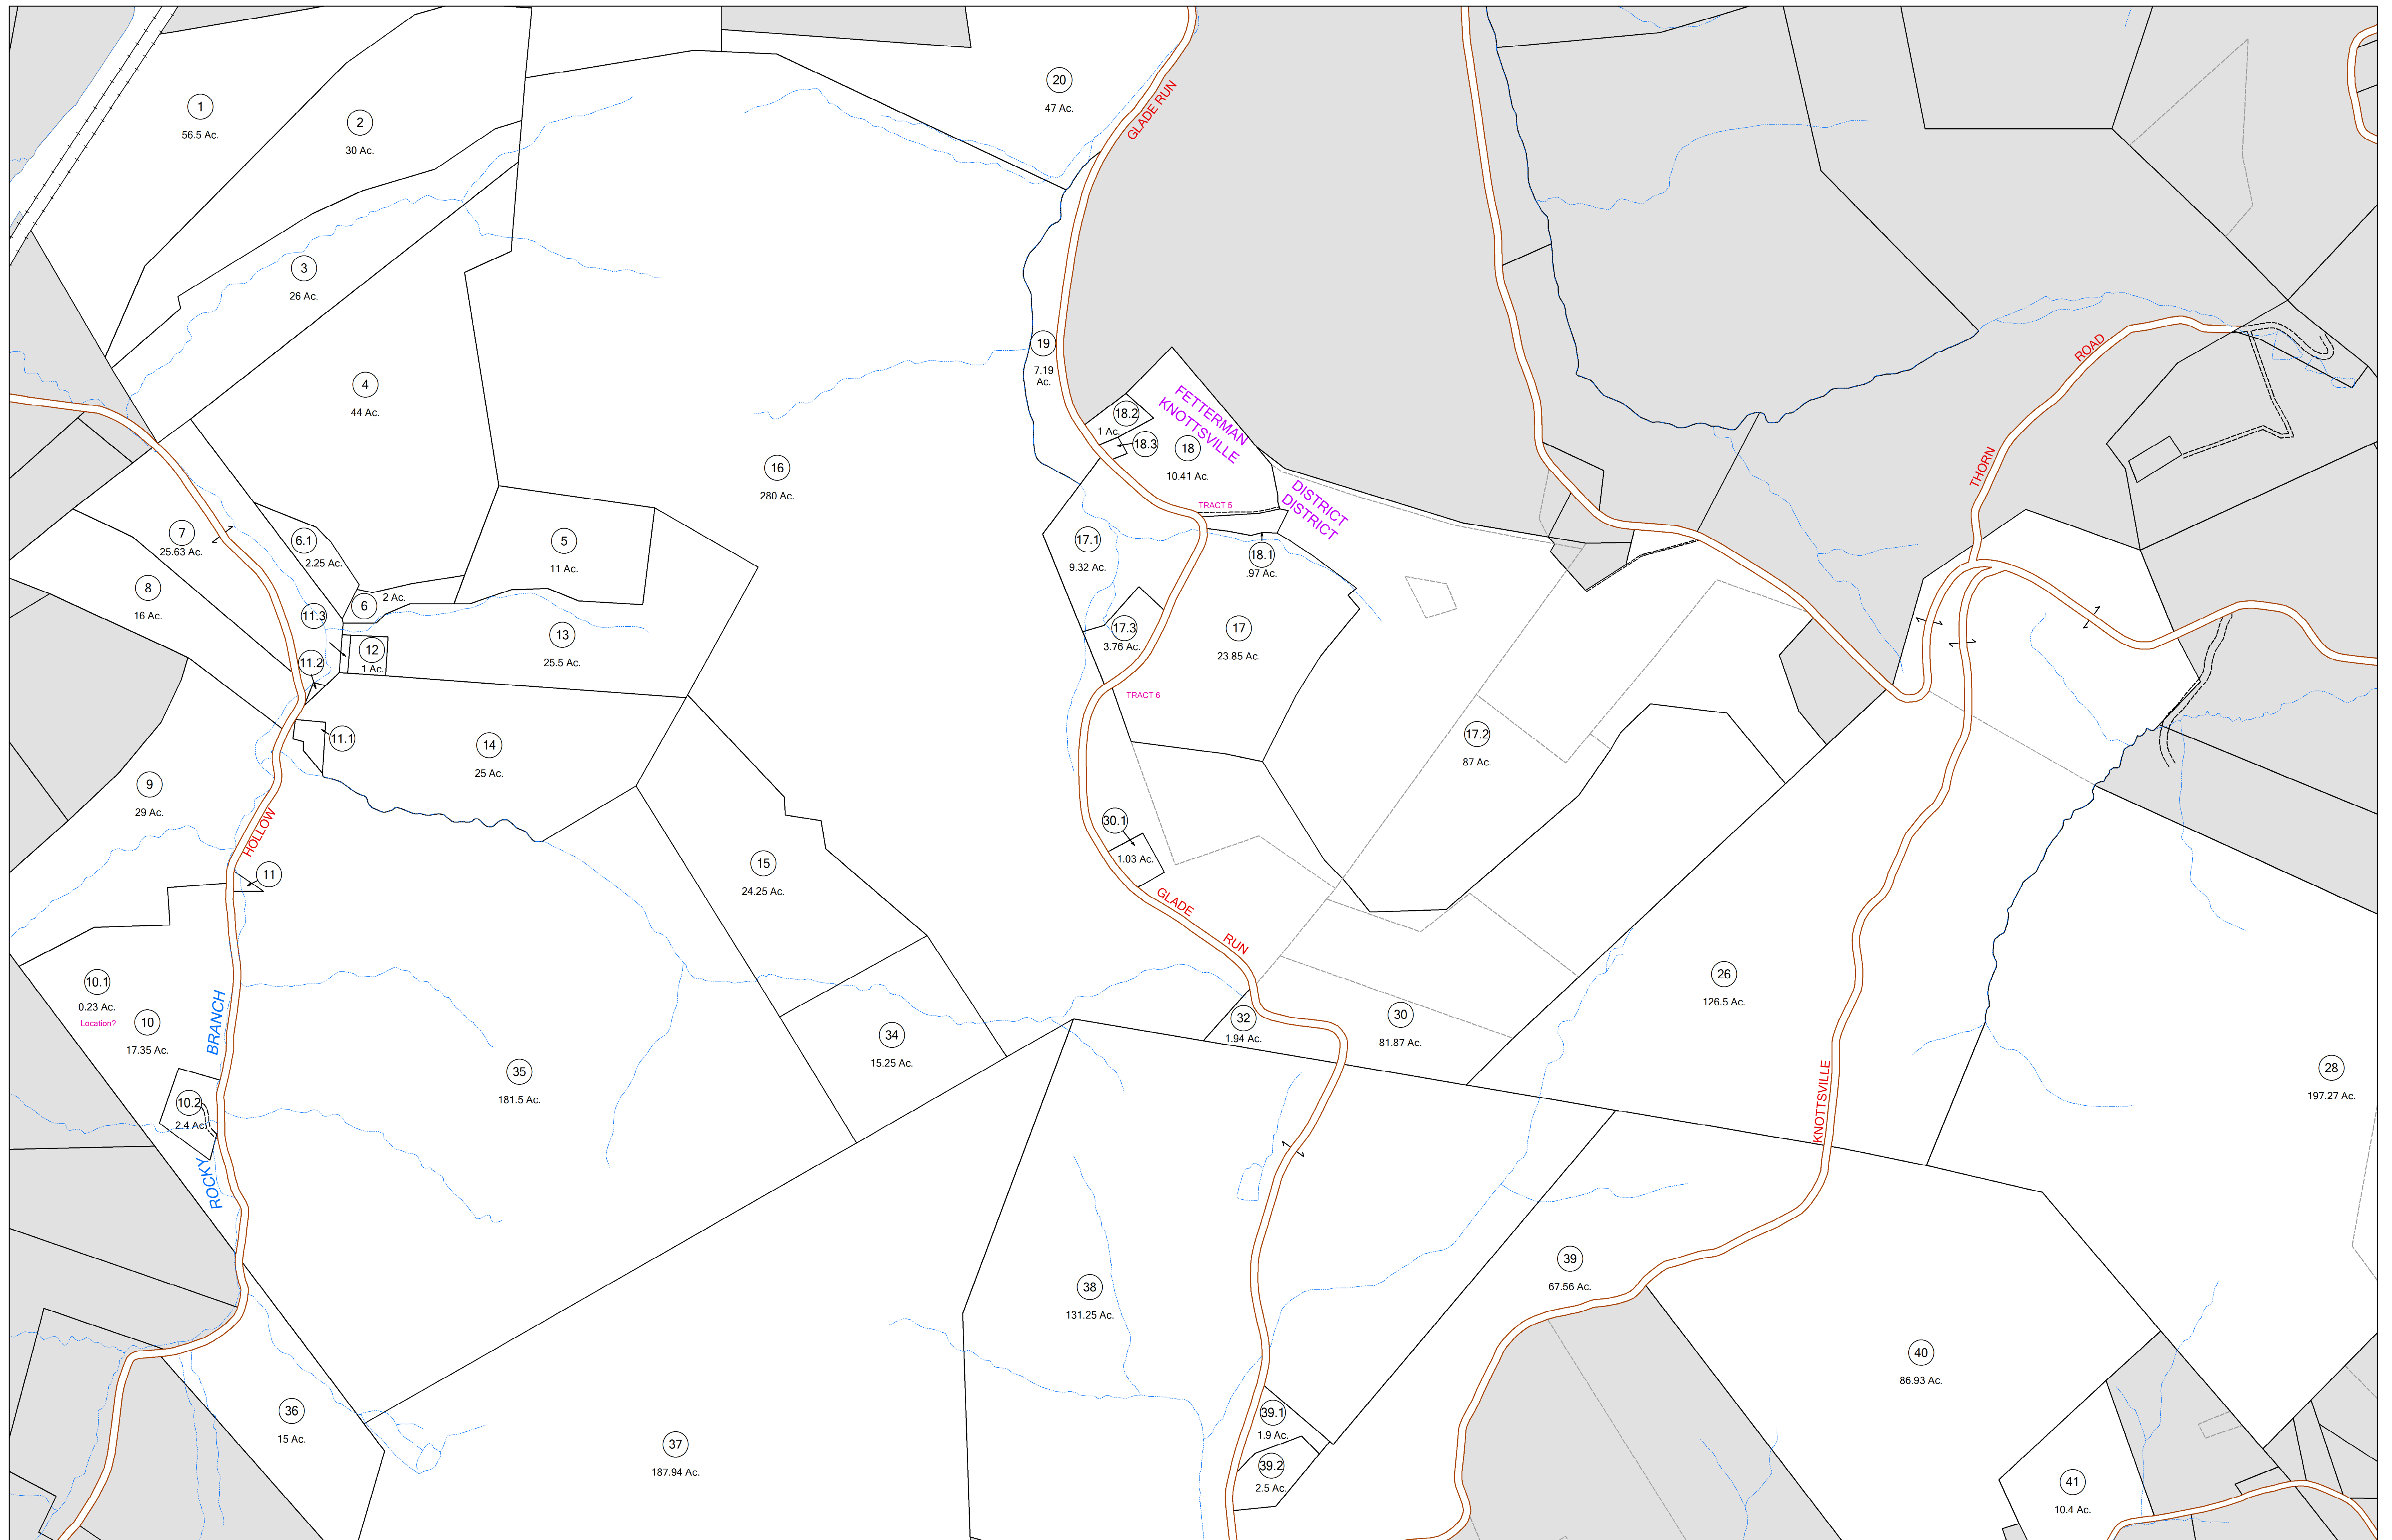 1
56.5 Ac.
2
30 Ac.
20
47 Ac.
GLADE RUN
3
26 Ac.
19
7.19
Ac.
4
44 Ac.
16
280 Ac.
18.2
1 Ac.
18.3
18
10.41 Ac.
FETTERMAN
KNOTTSVILLE
DISTRICT
DISTRICT
THORN
ROAD
TRACT 5
7
25.63 Ac.
6.1
2.25 Ac.
5
11 Ac.
17.1
9.32 Ac.
18.1
.97 Ac.
8
16 Ac.
6
2 Ac.
11.3
12
1 Ac.
13
25.5 Ac.
17.3
3.76 Ac.
17
23.85 Ac.
11.2
TRACT 6
11.1
14
25 Ac.
17.2
87 Ac.
9
29 Ac.
HOLLOW
30.1
1.03 Ac.
15
24.25 Ac.
11
GLADE
RUN
10.1
0.23 Ac.
Location?
10
17.35 Ac.
BRANCH
26
126.5 Ac.
32
1.94 Ac.
30
81.87 Ac.
34
15.25 Ac.
35
181.5 Ac.
28
197.27 Ac.
10.2
2.4 Ac.
KNOTTSVILLE
ROCKY
38
131.25 Ac.
39
67.56 Ac.
40
86.93 Ac.
36
15 Ac.
39.1
1.9 Ac.
37
187.94 Ac.
39.2
2.5 Ac.
41
10.4 Ac.